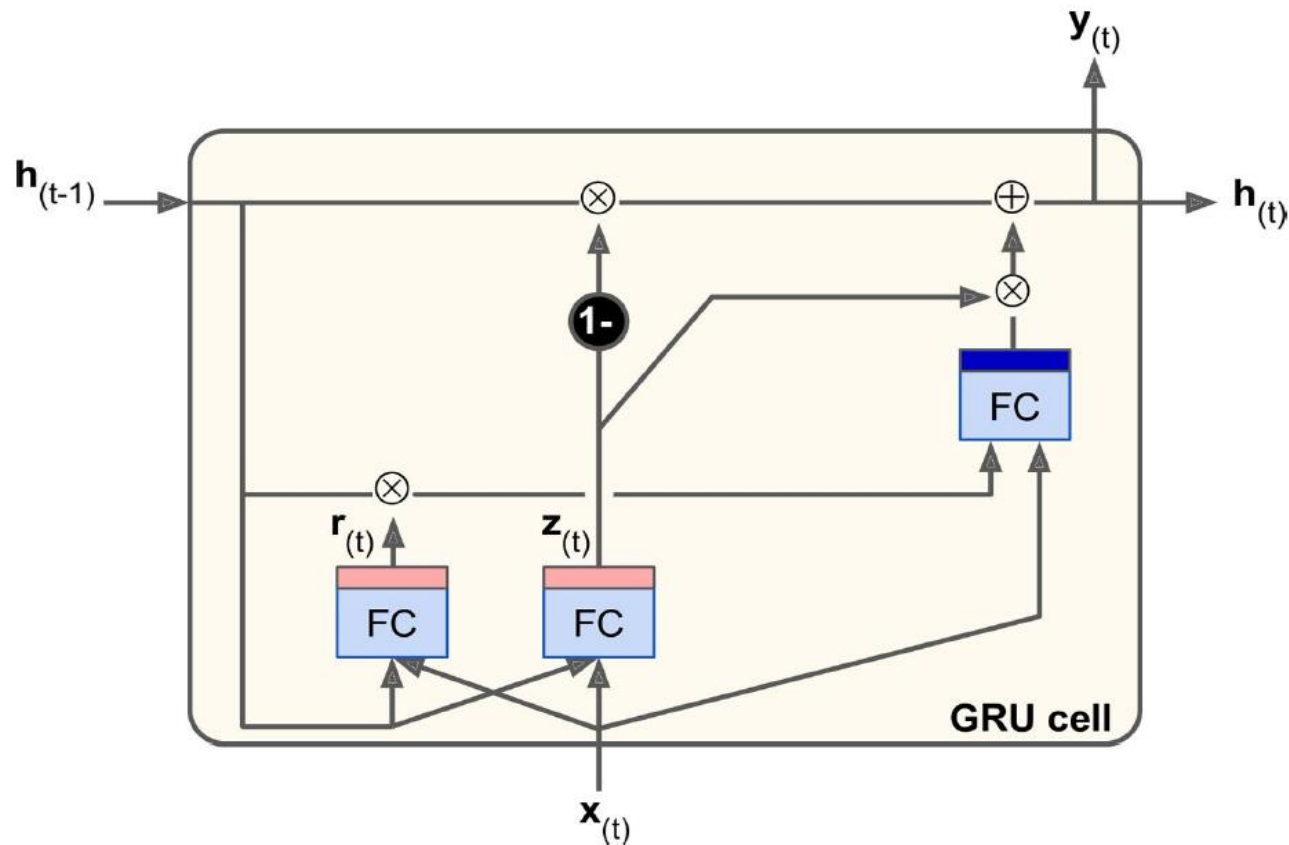 y(t)
h(t-1)
h(t)
1-
FC
r(t)
z(t)
FC
FC
GRU cell
x(t)